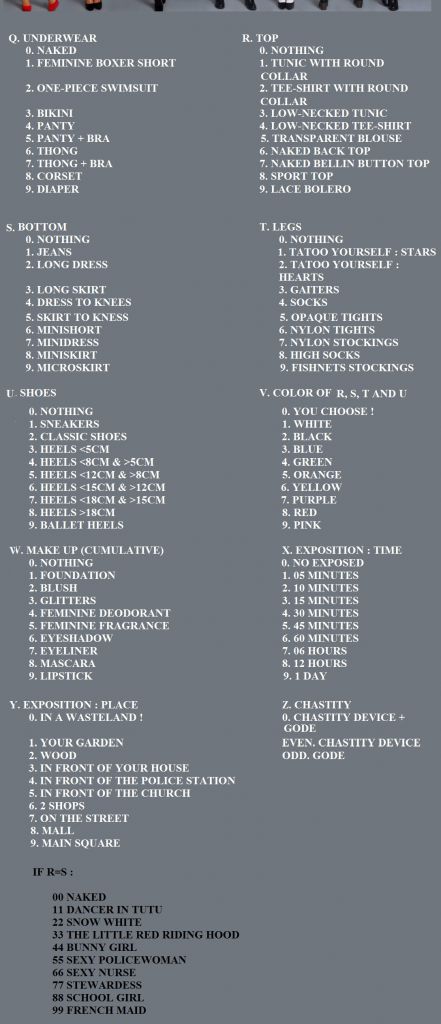 Q. UNDERWEAR
0. NAKED
1. FEMININE BOXER SHORT
2. ONE-PIECE SWIMSUIT
3. BIKINI
4. PANTY
5. PANTY + BRA
6. THONG
7. THONG + BRA
8. CORSET
9. DIAPER
R. TOP
0. NOTHING
1. TUNIC WITH ROUND
COLLAR
2. TEE-SHIRT WITH ROUND
COLLAR
3. LOW-NECKED TUNIC
4. LOW-NECKED TEE-SHIRT
5. TRANSPARENT BLOUSE
6. NAKED BACK TOP
7. NAKED BELLIN BUTTON TOP
8. SPORT TOP
9. LACE BOLERO
S. BOTTOM
0. NOTHING
1. JEANS
2. LONG DRESS
3. LONG SKIRT
4. DRESS TO KNEES
5. SKIRT TO KNESS
6. MINISHORT
7. MINIDRESS
8. MINISKIRT
9. MICROSKIRT
T. LEGS
0. NOTHING
1. TATOO YOURSELF : STARS
2. TATOO YOURSELF :
HEARTS
3. GAITERS
4. SOCKS
5. OPAQUE TIGHTS
6. NYLON TIGHTS
7. NYLON STOCKINGS
8. HIGH SOCKS
9. FISHNETS STOCKINGS
U. SHOES
0. NOTHING
1. SNEAKERS
2. CLASSIC SHOES
3. HEELS <5CM
4. HEELS <8CM & >5CM
5. HEELS <12CM & >8CM
6. HEELS <15CM & >12CM
7. HEELS <18CM & >15CM
8. HEELS >18CM
9. BALLET HEELS
V. COLOR OF R, S, T AND U
0. YOU CHOOSE !
1. WHITE
2. BLACK
3. BLUE
4. GREEN
5. ORANGE
6. YELLOW
7. PURPLE
8. RED
9. PINK
W. MAKE UP (CUMULATIVE)
0. NOTHING
1. FOUNDATION
2. BLUSH
3. GLITTERS
4. FEMININE DEODORANT
5. FEMININE FRAGRANCE
6. EYESHADOW
7. EYELINER
8. MASCARA
9. LIPSTICK
X. EXPOSITION : TIME
0. NO EXPOSED
1. 05 MINUTES
2. 10 MINUTES
3. 15 MINUTES
4. 30 MINUTES
5. 45 MINUTES
6. 60 MINUTES
7. 06 HOURS
8. 12 HOURS
9. 1 DAY
Y. EXPOSITION : PLACE
0. IN A WASTELAND !
1. YOUR GARDEN
2. WOOD
3. IN FRONT OF YOUR HOUSE
4. IN FRONT OF THE POLICE STATION
5. IN FRONT OF THE CHURCH
6. 2 SHOPS
7. ON THE STREET
8. MALL
9. MAIN SQUARE
Z. CHASTITY
0. CHASTITY DEVICE +
GODE
EVEN. CHASTITY DEVICE
ODD. GODE
IF R=S :
00 NAKED
11 DANCER IN TUTU
22 SNOW WHITE
33 THE LITTLE RED RIDING HOOD
44 BUNNY GIRL
55 SEXY POLICEWOMAN
66 SEXY NURSE
77 STEWARDESS
88 SCHOOL GIRL
99 FRENCH MAID